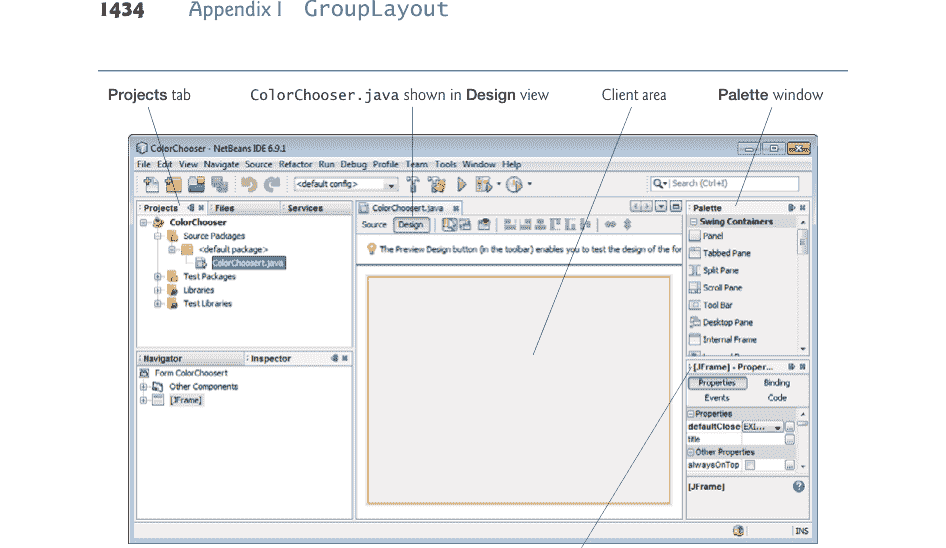 1434 Appendix I GroupLayout
Projects tab
ColorChooser.java shown in Design view
Client area
Palette window
ColorChooser - NetBeans IDE 6.9.1
File Edit View Navigate Source Refactor Run Debug Profile Team Tools Window Help
<default config>
Search (Ctrl+I)
Projects
Files
Services
ColorChooser
Source Packages
<default package>
ColorChoosert.java
Test Packages
Libraries
Test Libraries
Navigator
Inspector
Form ColorChoosert
Other Components
[JFrame]
ColorChoosert.java
Source Design
The Preview Design button (in the toolbar) enables you to test the design of the for
Palette
Swing Containers
Panel
Tabbed Pane
Split Pane
Scroll Pane
Tool Bar
Desktop Pane
Internal Frame
[JFrame] - Proper...
Properties Binding
Events Code
Properties
defaultClose EXI...
title
Other Properties
alwaysOnTop
[JFrame]
INS